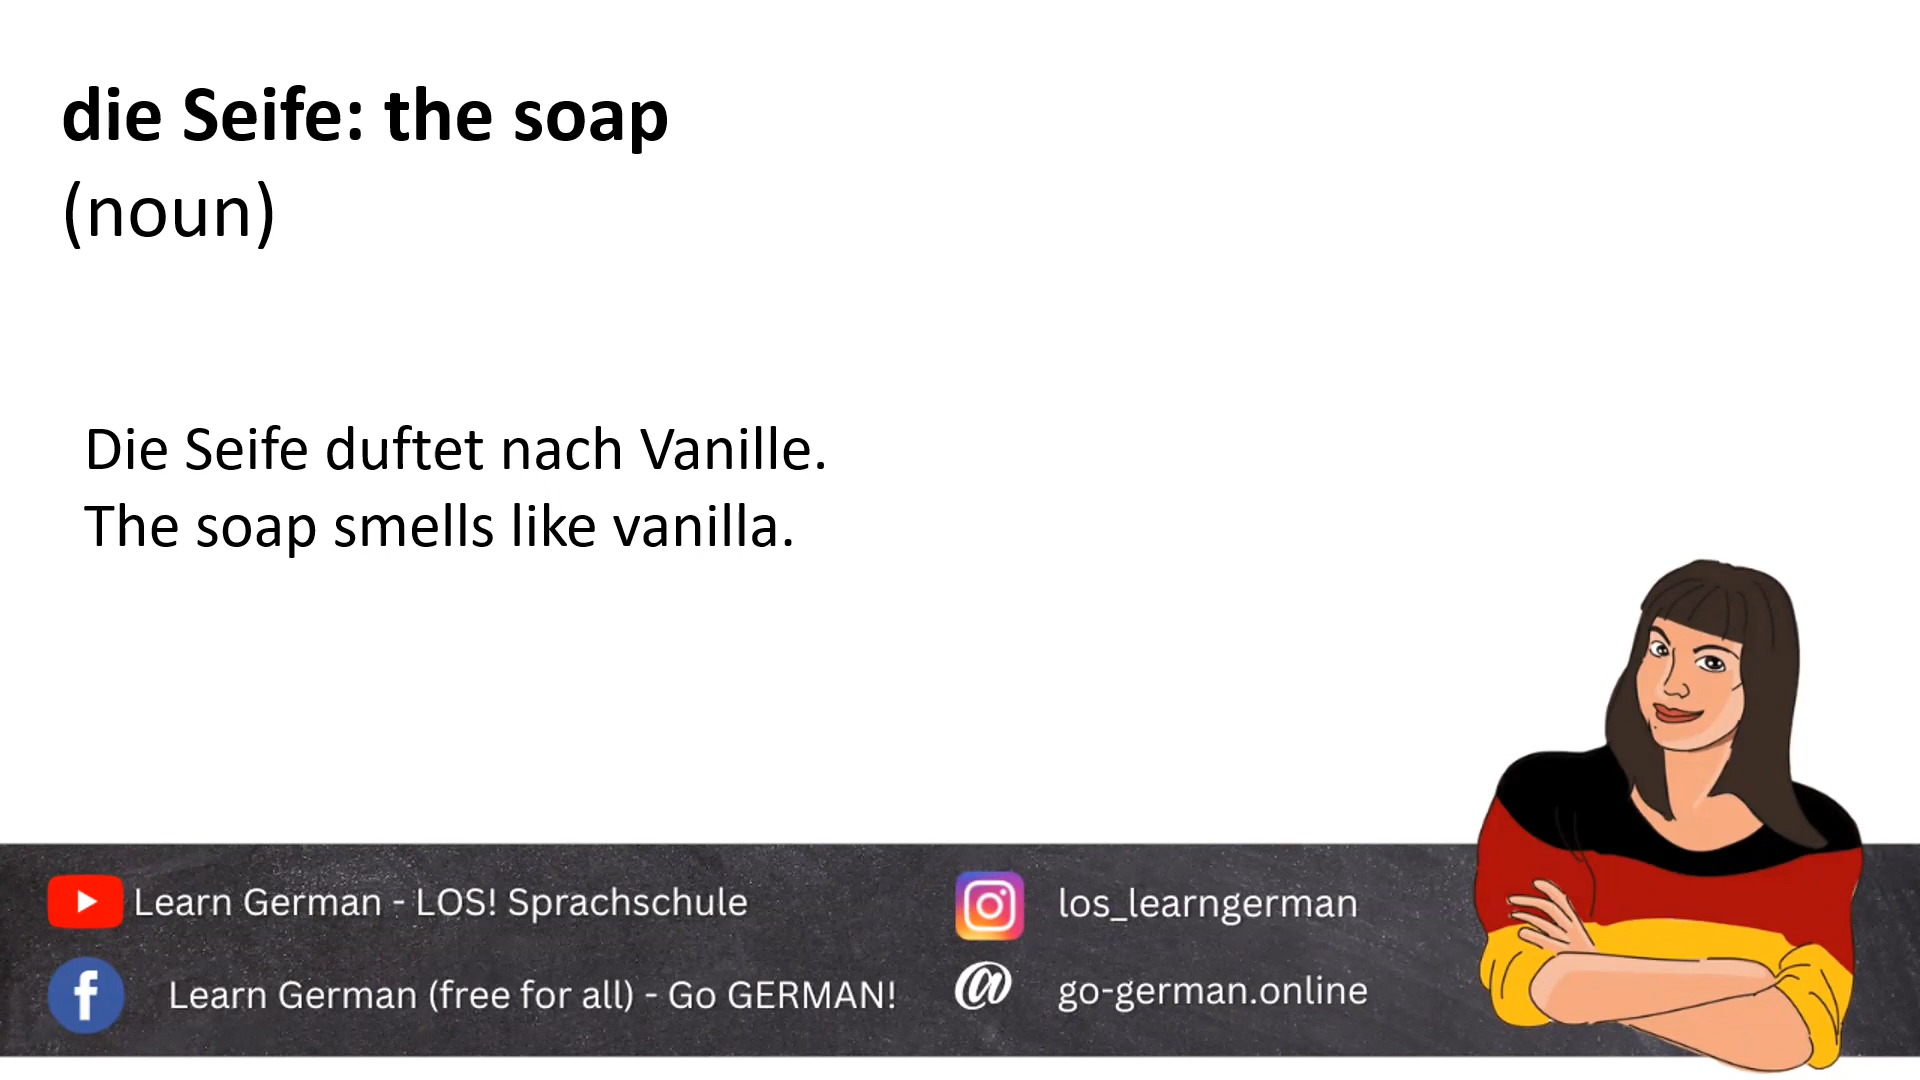 die Seife: the soap
(noun)
Die Seife duftet nach Vanille.
The soap smells like vanilla.
Learn German - LOS! Sprachschule
los_learngerman
f Learn German (free for all) - Go GERMAN!
@ go-german.online